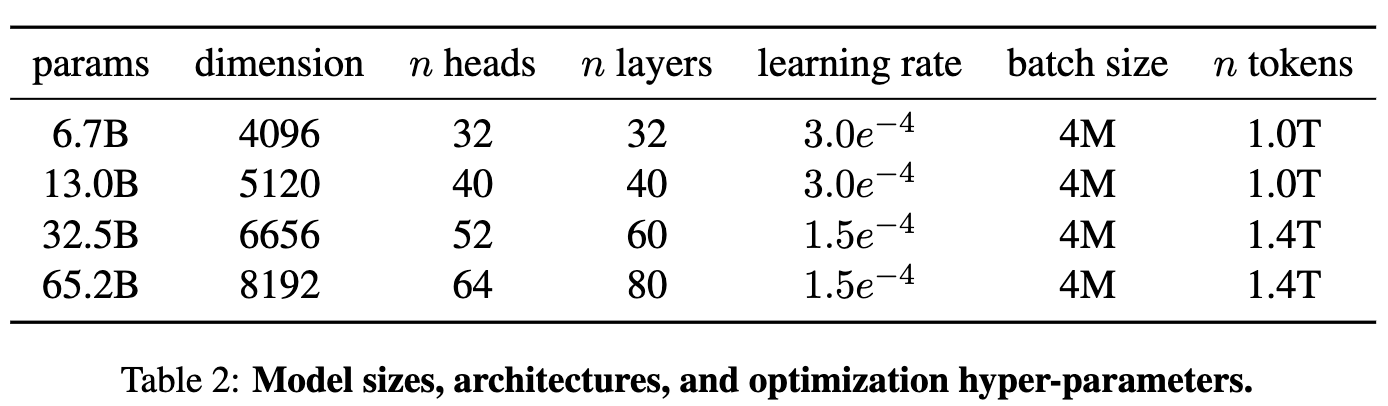 params dimension n heads n layers learning rate batch size n tokens
6.7B 4096 32 32 3.0e⁻⁴ 4M 1.0T
13.0B 5120 40 40 3.0e⁻⁴ 4M 1.0T
32.5B 6656 52 60 1.5e⁻⁴ 4M 1.4T
65.2B 8192 64 80 1.5e⁻⁴ 4M 1.4T
Table 2: Model sizes, architectures, and optimization hyper-parameters.